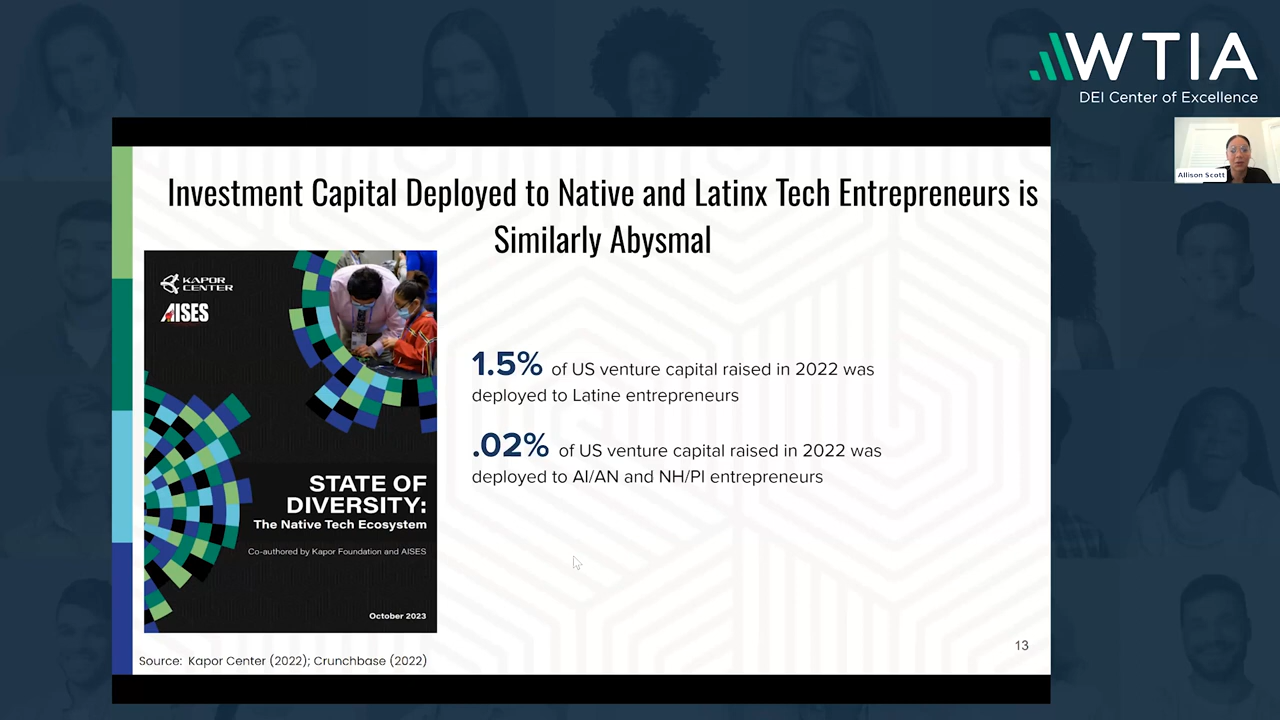 WTIA
DEI Center of Excellence
Allison Scott
Investment Capital Deployed to Native and Latinx Tech Entrepreneurs is
Similarly Abysmal
KAPOR
CENTER
AISES
STATE OF
DIVERSITY:
The Native Tech Ecosystem
Co-authored by Kapor Foundation and AISES
October 2023
1.5% of US venture capital raised in 2022 was
deployed to Latine entrepreneurs
.02% of US venture capital raised in 2022 was
deployed to AI/AN and NH/PI entrepreneurs
13
Source: Kapor Center (2022); Crunchbase (2022)